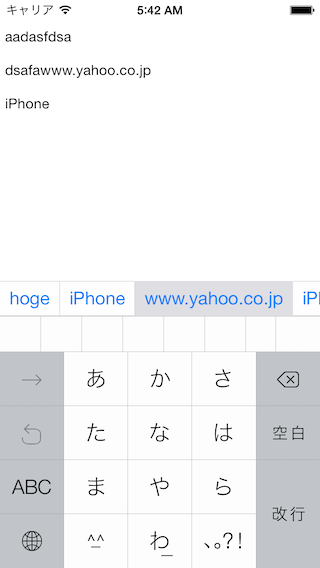 キャリア 5:42 AM
aadasfdsa
dsafawww.yahoo.co.jp
iPhone
hoge iPhone www.yahoo.co.jp iP
→ あ か さ
た な は 空白
ABC ま や ら
^_^ わ_ 、。?! 改行